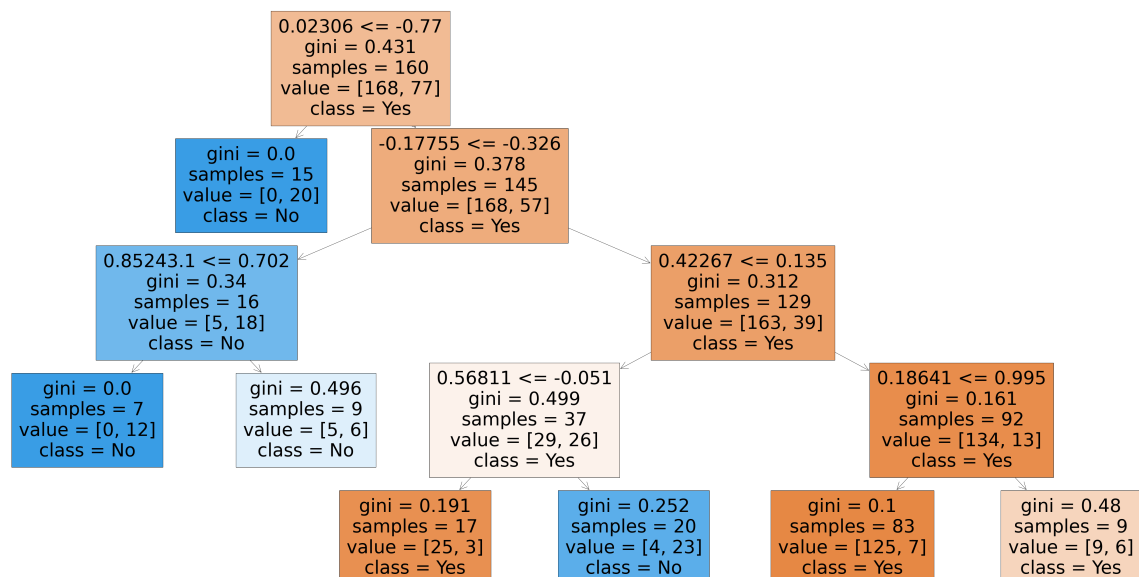 0.02306 <= -0.77
gini = 0.431
samples = 160
value = [168, 77]
class = Yes
gini = 0.0
samples = 15
value = [0, 20]
class = No
-0.17755 <= -0.326
gini = 0.378
samples = 145
value = [168, 57]
class = Yes
0.85243.1 <= 0.702
gini = 0.34
samples = 16
value = [5, 18]
class = No
0.42267 <= 0.135
gini = 0.312
samples = 129
value = [163, 39]
class = Yes
gini = 0.0
samples = 7
value = [0, 12]
class = No
gini = 0.496
samples = 9
value = [5, 6]
class = No
0.56811 <= -0.051
gini = 0.499
samples = 37
value = [29, 26]
class = Yes
0.18641 <= 0.995
gini = 0.161
samples = 92
value = [134, 13]
class = Yes
gini = 0.191
samples = 17
value = [25, 3]
class = Yes
gini = 0.252
samples = 20
value = [4, 23]
class = No
gini = 0.1
samples = 83
value = [125, 7]
class = Yes
gini = 0.48
samples = 9
value = [9, 6]
class = Yes